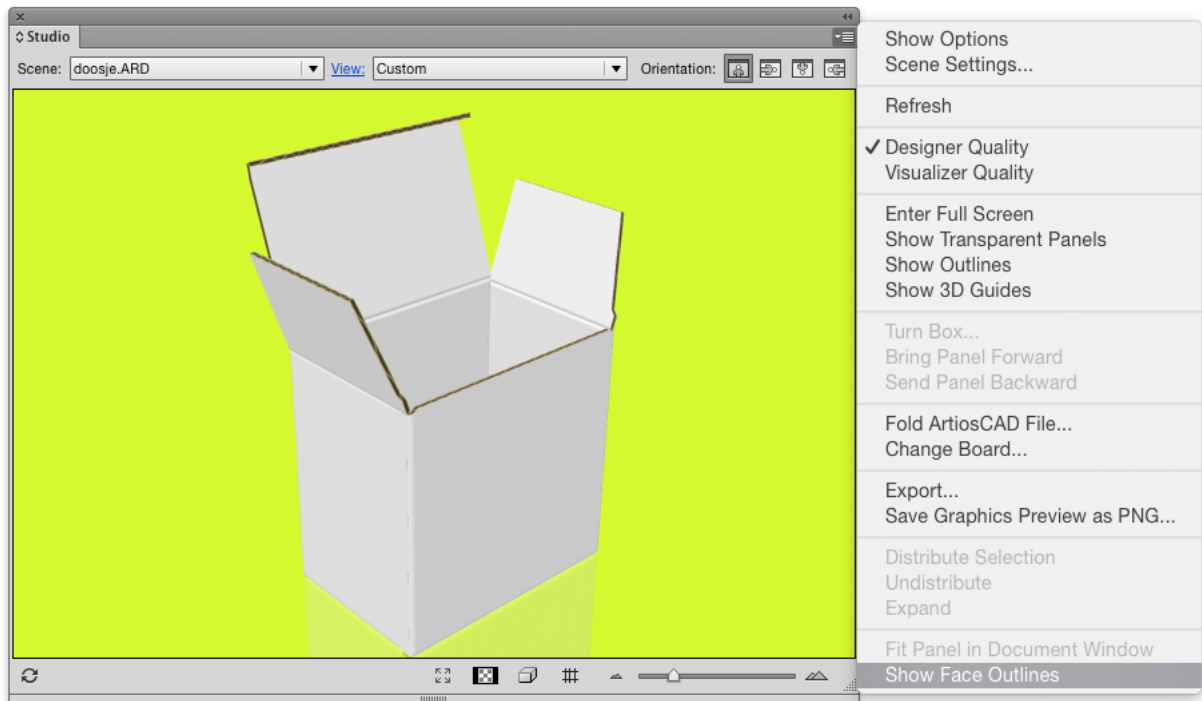 Studio
Scene: doosje.ARD View: Custom Orientation:
Show Options
Scene Settings...
Refresh
✓ Designer Quality
Visualizer Quality
Enter Full Screen
Show Transparent Panels
Show Outlines
Show 3D Guides
Turn Box...
Bring Panel Forward
Send Panel Backward
Fold ArtiosCAD File...
Change Board...
Export...
Save Graphics Preview as PNG...
Distribute Selection
Undistribute
Expand
Fit Panel in Document Window
Show Face Outlines